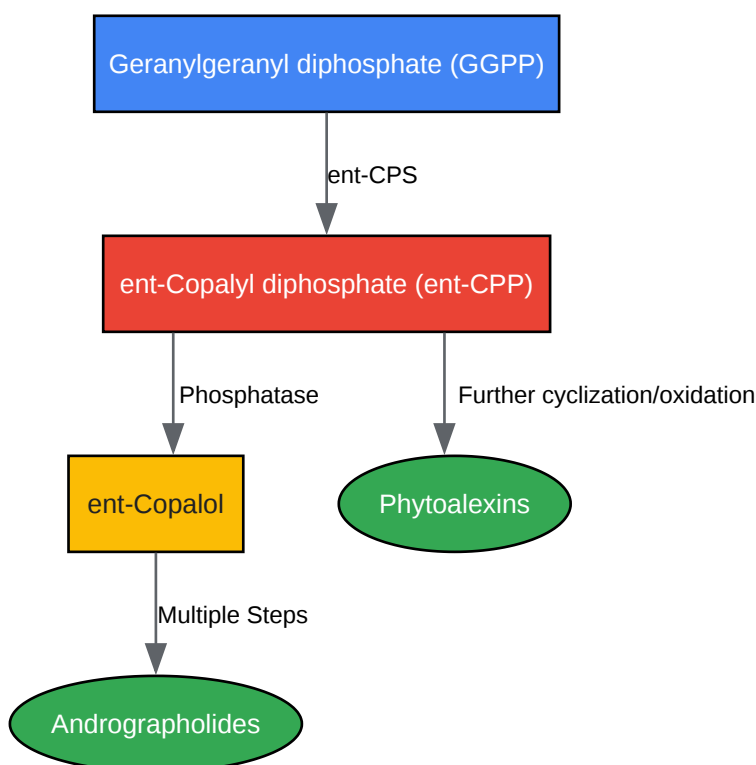 Geranylgeranyl diphosphate (GGPP)
ent-CPS
ent-Copalyl diphosphate (ent-CPP)
Phosphatase
Further cyclization/oxidation
ent-Copalol
Phytoalexins
Multiple Steps
Andrographolides